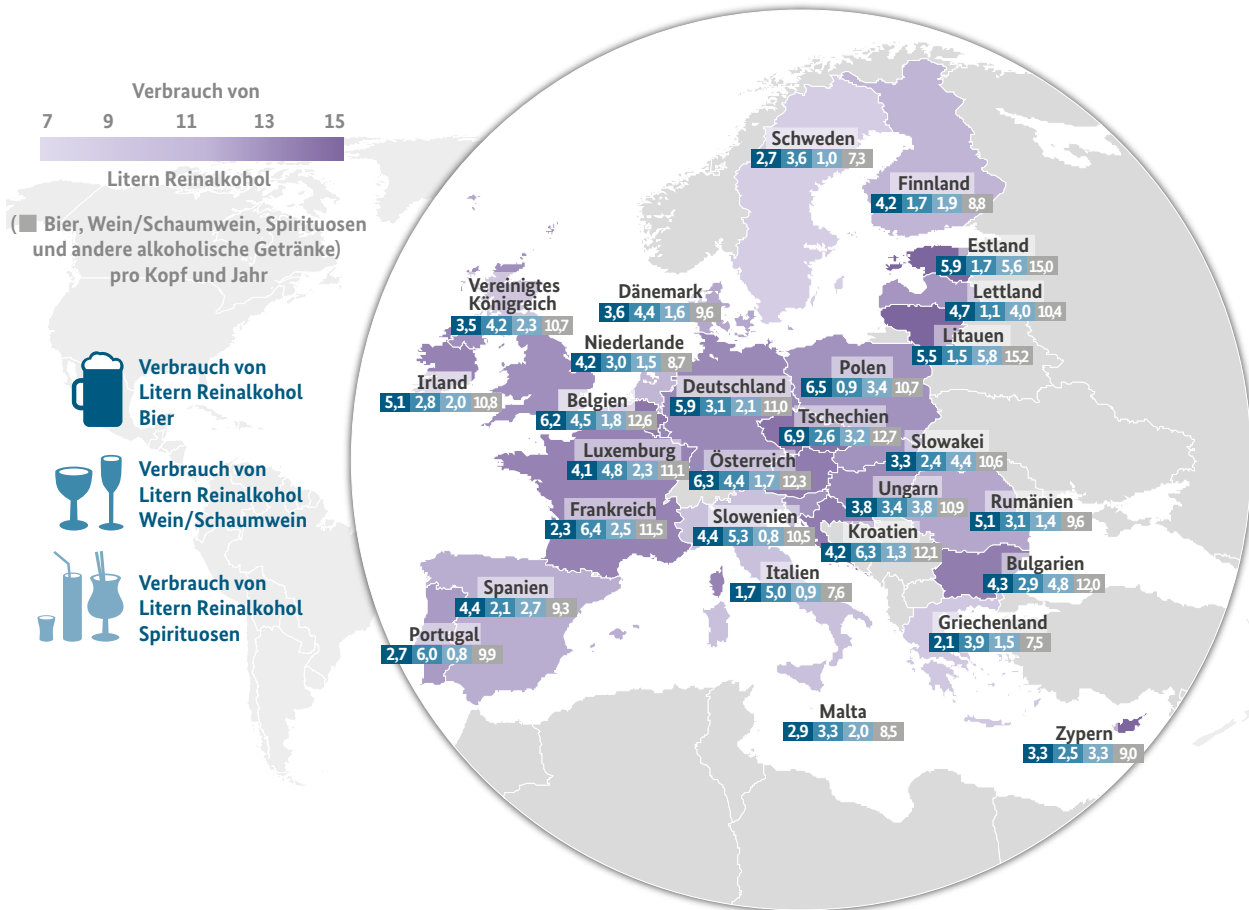 Verbrauch von
7 9 11 13 15
Litern Reinalkohol
( Bier, Wein/Schaumwein, Spirituosen
und andere alkoholische Getränke)
pro Kopf und Jahr
Verbrauch von
Litern Reinalkohol
Bier
Verbrauch von
Litern Reinalkohol
Wein/Schaumwein
Verbrauch von
Litern Reinalkohol
Spirituosen
Schweden
2,7 3,6 1,0 7,3
Finnland
4,2 1,7 1,9 8,8
Estland
5,9 1,7 5,6 15,0
Lettland
4,7 1,1 4,0 10,4
Litauen
5,5 1,5 5,8 15,2
Vereinigtes
Königreich
3,5 4,2 2,3 10,7
Dänemark
3,6 4,4 1,6 9,6
Niederlande
4,2 3,0 1,5 8,7
Irland
5,1 2,8 2,0 10,8
Belgien
6,2 4,5 1,8 12,6
Deutschland
5,9 3,1 2,1 11,0
Polen
6,5 0,9 3,4 10,7
Tschechien
6,9 2,6 3,2 12,7
Luxemburg
4,1 4,8 2,3 11,1
Österreich
6,3 4,4 1,7 12,3
Slowakei
3,3 2,4 4,4 10,6
Ungarn
3,8 3,4 3,8 10,9
Rumänien
5,1 3,1 1,4 9,6
Frankreich
2,3 6,4 2,5 11,5
Slowenien
4,4 5,3 0,8 10,5
Kroatien
4,2 6,3 1,3 12,1
Bulgarien
4,3 2,9 4,8 12,0
Italien
1,7 5,0 0,9 7,6
Spanien
4,4 2,1 2,7 9,3
Portugal
2,7 6,0 0,8 9,9
Griechenland
2,1 3,9 1,5 7,5
Malta
2,9 3,3 2,0 8,5
Zypern
3,3 2,5 3,3 9,0